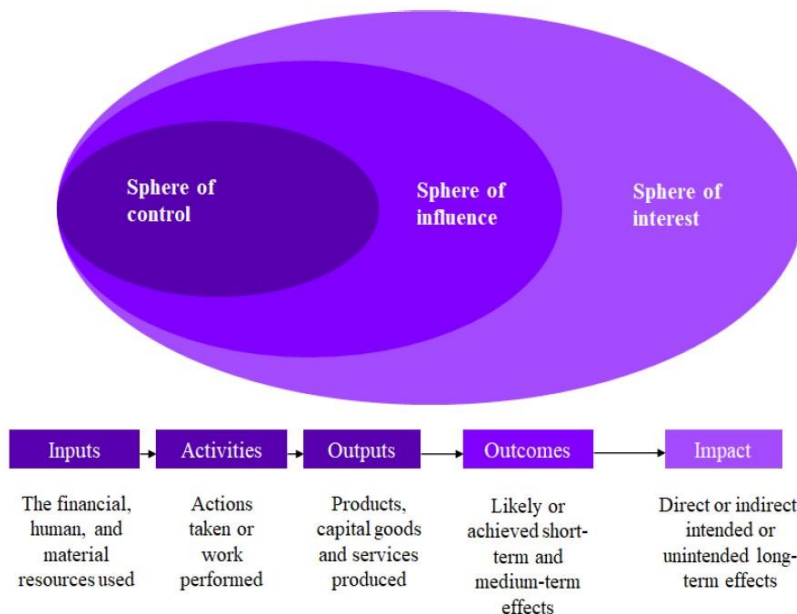 Sphere of
control
Sphere of
influence
Sphere of
interest
Inputs
Activities
Outputs
Outcomes
Impact
The financial,
human, and
material
resources used
Actions
taken or
work
performed
Products,
capital goods
and services
produced
Likely or
achieved short-
term and
medium-term
effects
Direct or indirect
intended or
unintended long-
term effects